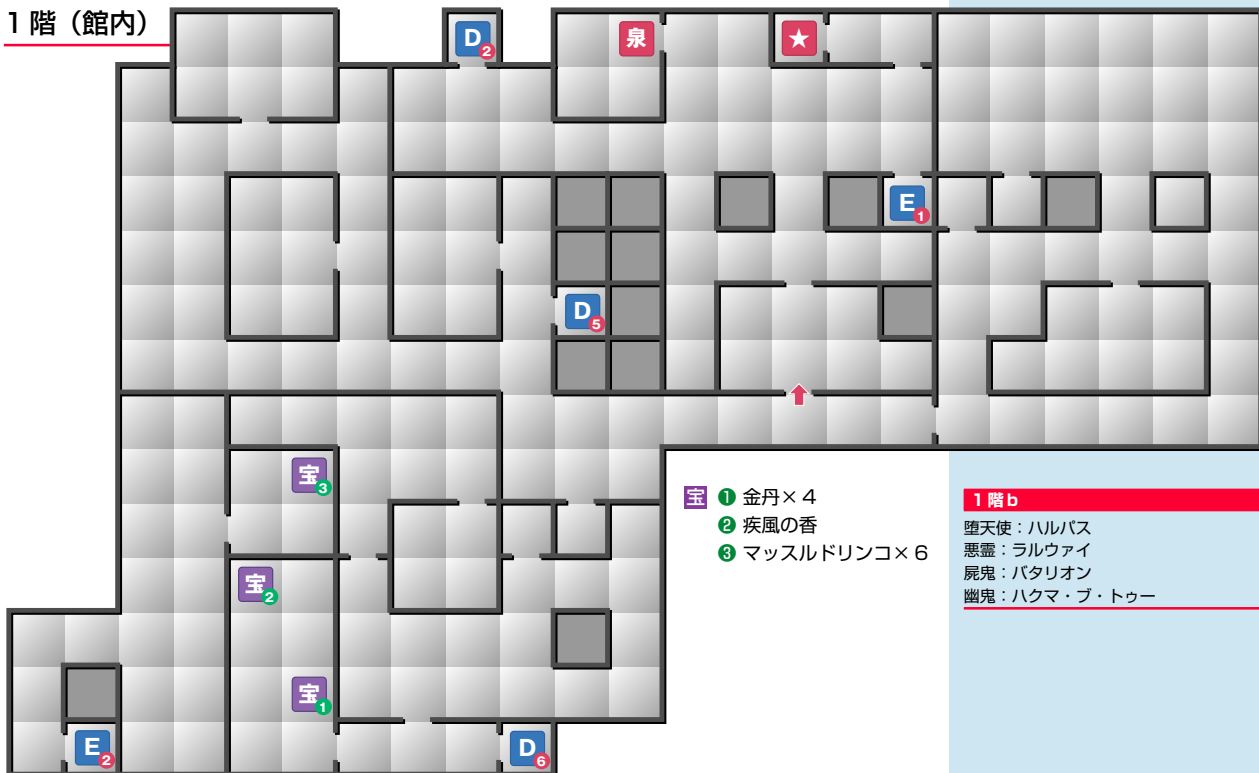 1階（館内）
D2
泉
★
E1
D5
宝3
宝2
宝1
E2
D6
宝 ❶ 金丹×4
❷ 疾風の香
❸ マッスルドリンコ×6
1階b
堕天使：ハルパス
悪霊：ラルウァイ
屍鬼：バタリオン
幽鬼：ハクマ・ブ・トゥー